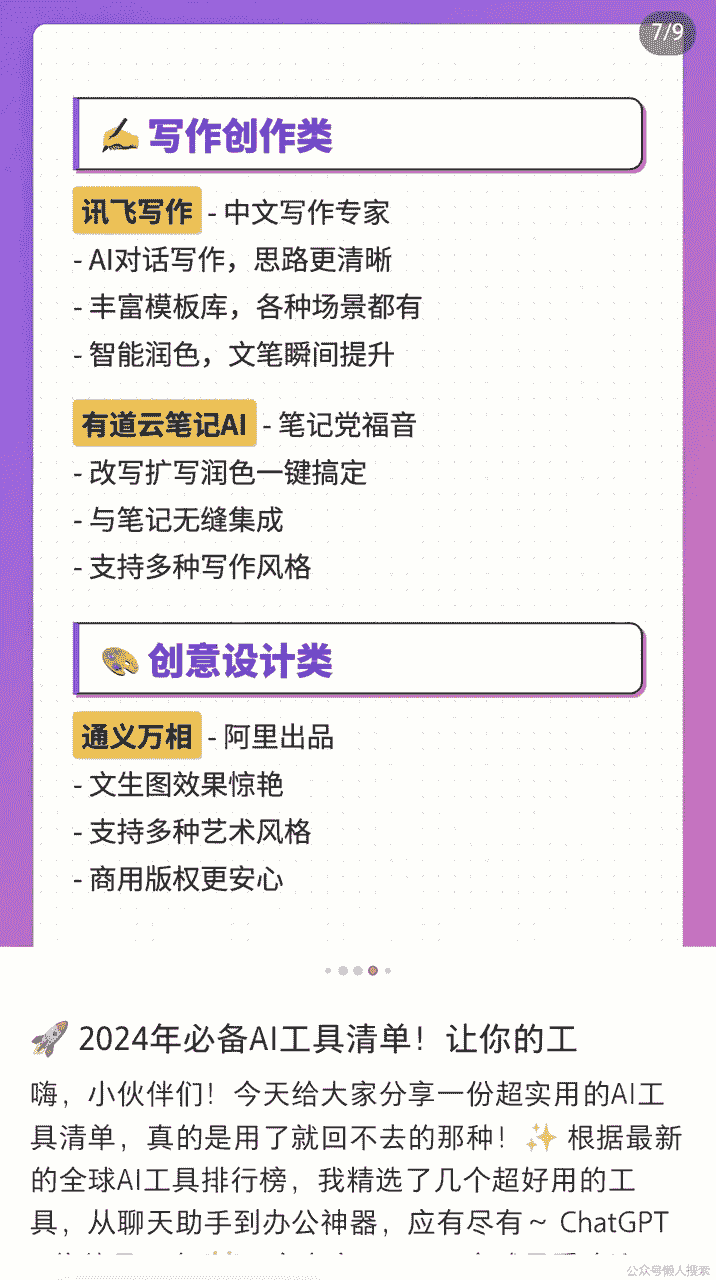 7/9
✍️ 写作创作类
讯飞写作 - 中文写作专家
- AI对话写作，思路更清晰
- 丰富模板库，各种场景都有
- 智能润色，文笔瞬间提升
有道云笔记AI - 笔记党福音
- 改写扩写润色一键搞定
- 与笔记无缝集成
- 支持多种写作风格
🎨 创意设计类
通义万相 - 阿里出品
- 文生图效果惊艳
- 支持多种艺术风格
- 商用版权更安心
🚀 2024年必备AI工具清单！让你的工
嗨，小伙伴们！今天给大家分享一份超实用的AI工
具清单，真的是用了就回不去的那种！✨ 根据最新
的全球AI工具排行榜，我精选了几个超好用的工
具，从聊天助手到办公神器，应有尽有~ ChatGPT
公众号懒人搜索